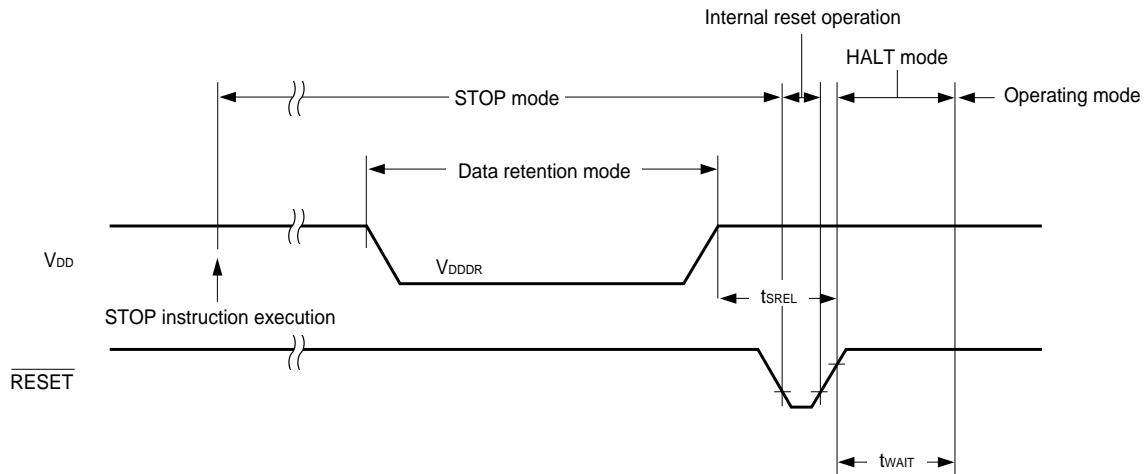 Internal reset operation
HALT mode
STOP mode
Operating mode
Data retention mode
VDD
VDDDR
tSREL
STOP instruction execution
RESET
tWAIT